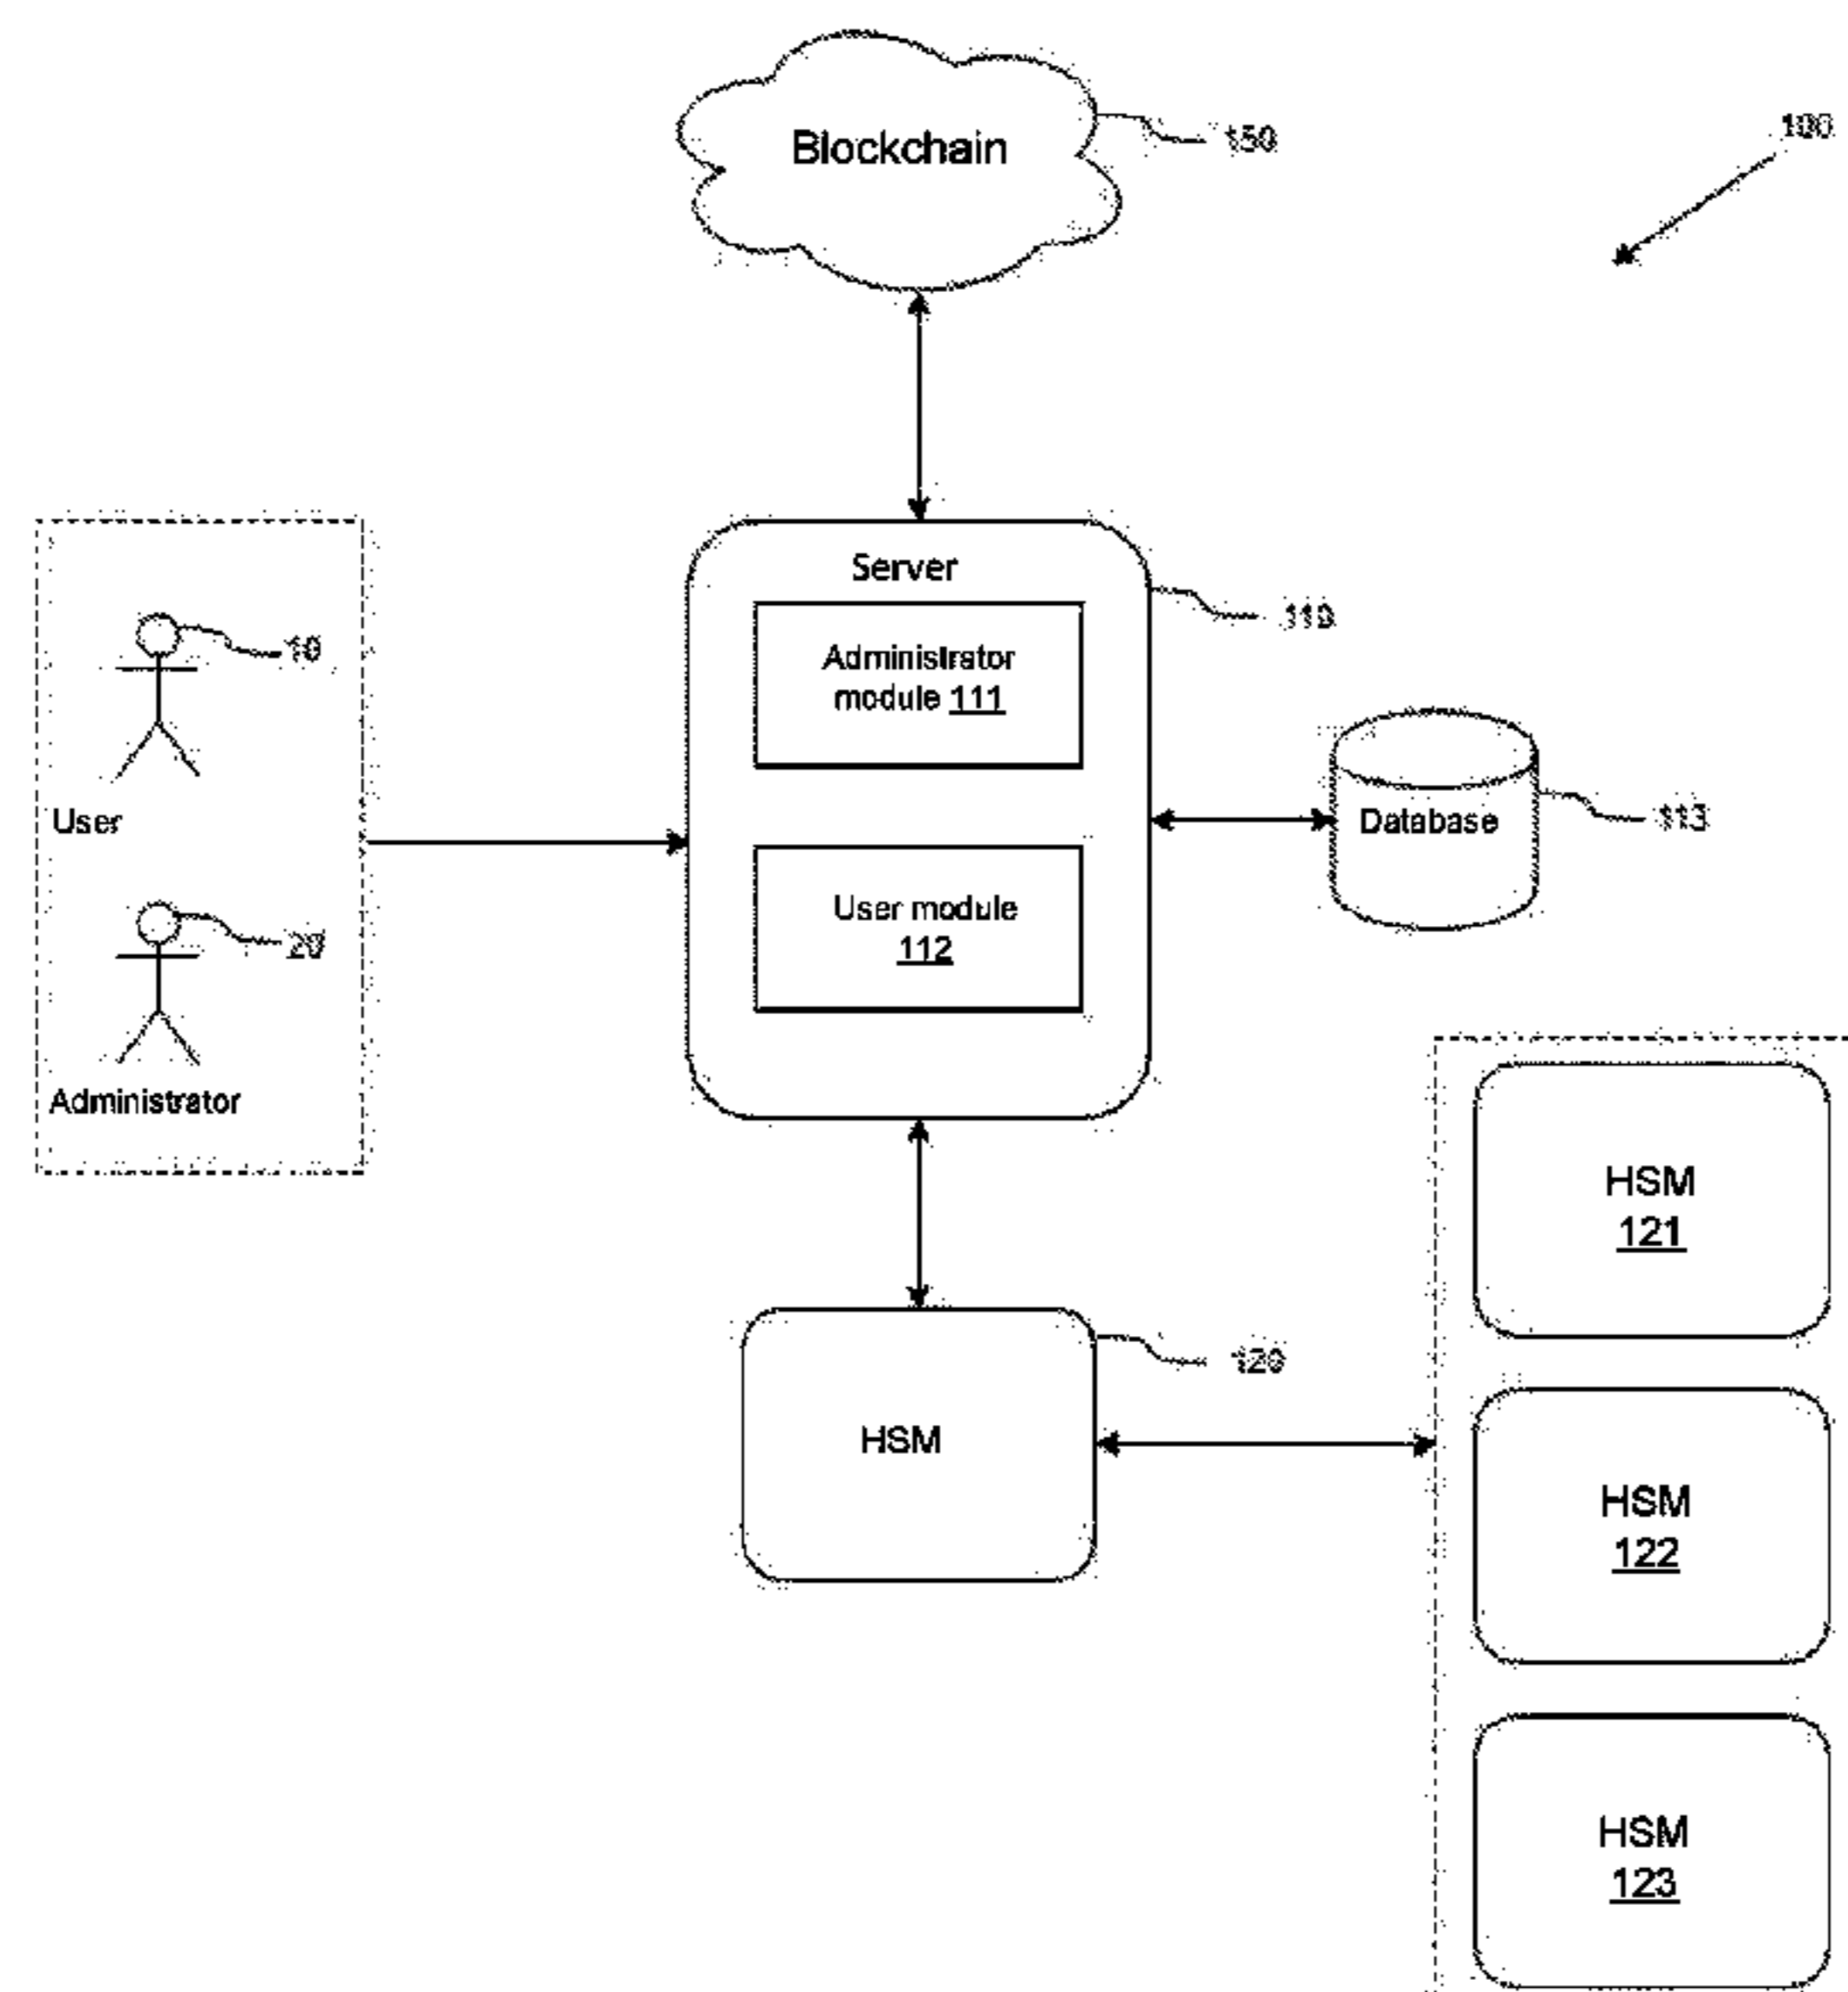 Blockchain
150
100
Server
110
Administrator
module 111
10
User
Database
113
User module
112
20
Administrator
HSM
121
120
HSM
HSM
122
HSM
123